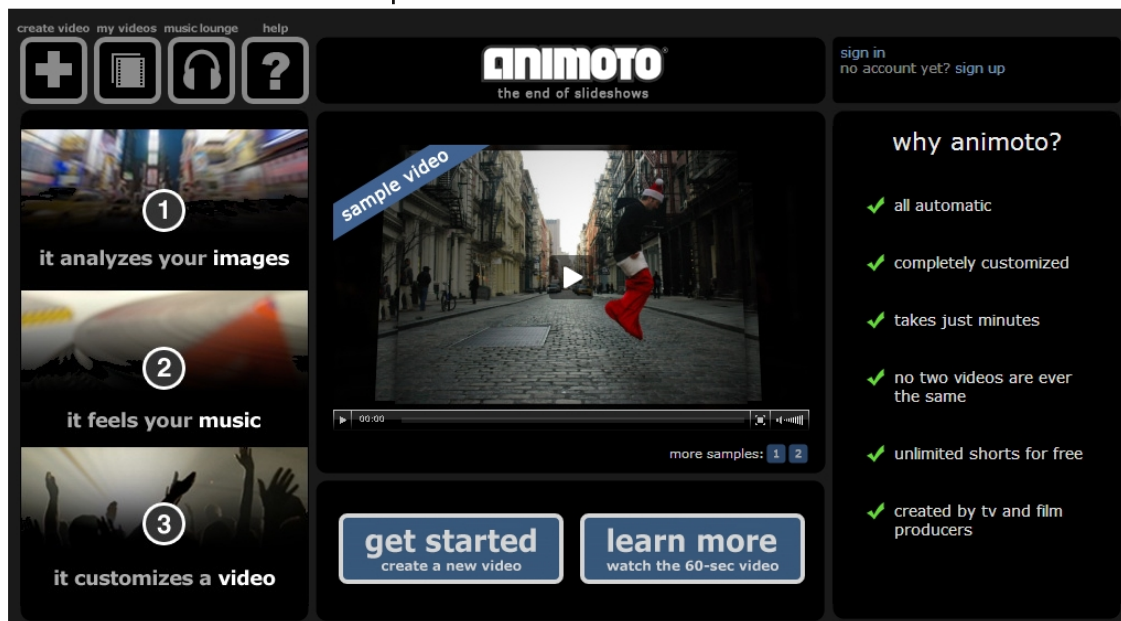 create video my videos music lounge help
ANIMOTO®
the end of slideshows
sign in
no account yet? sign up
1
it analyzes your images
2
it feels your music
3
it customizes a video
sample video
00:00
more samples: 1 2
get started
create a new video
learn more
watch the 60-sec video
why animoto?
all automatic
completely customized
takes just minutes
no two videos are ever
the same
unlimited shorts for free
created by tv and film
producers